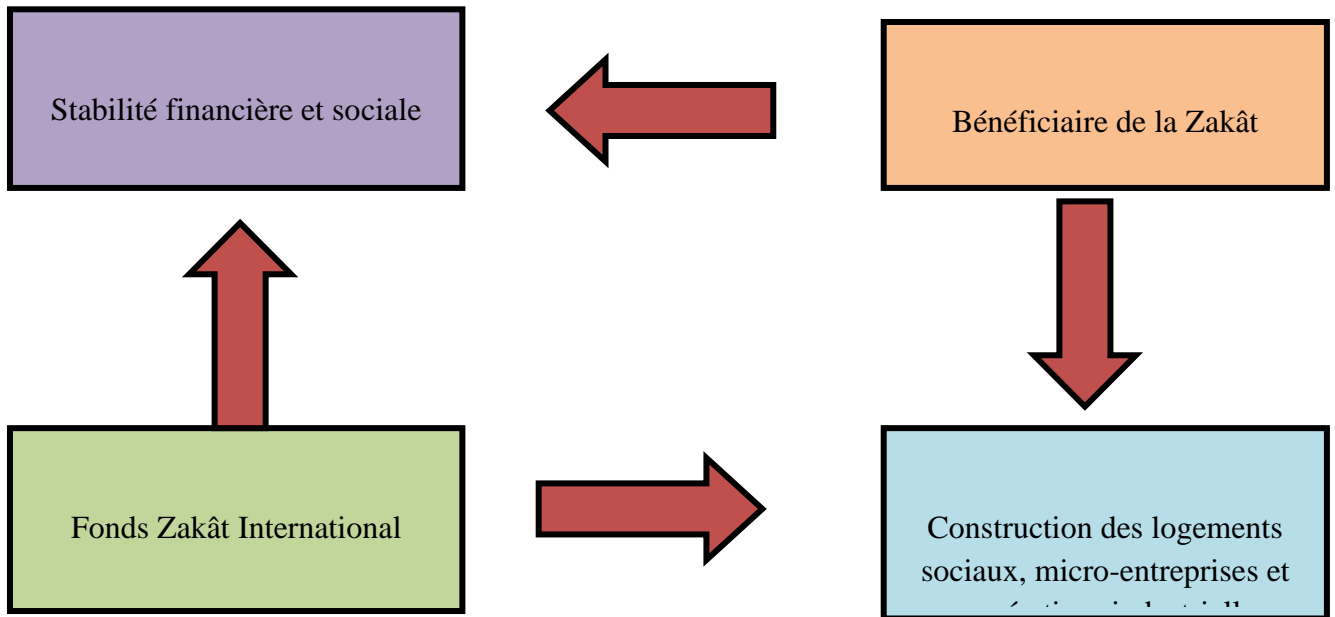 Stabilité financière et sociale
Bénéficiaire de la Zakât
Fonds Zakât International
Construction des logements
sociaux, micro-entreprises et